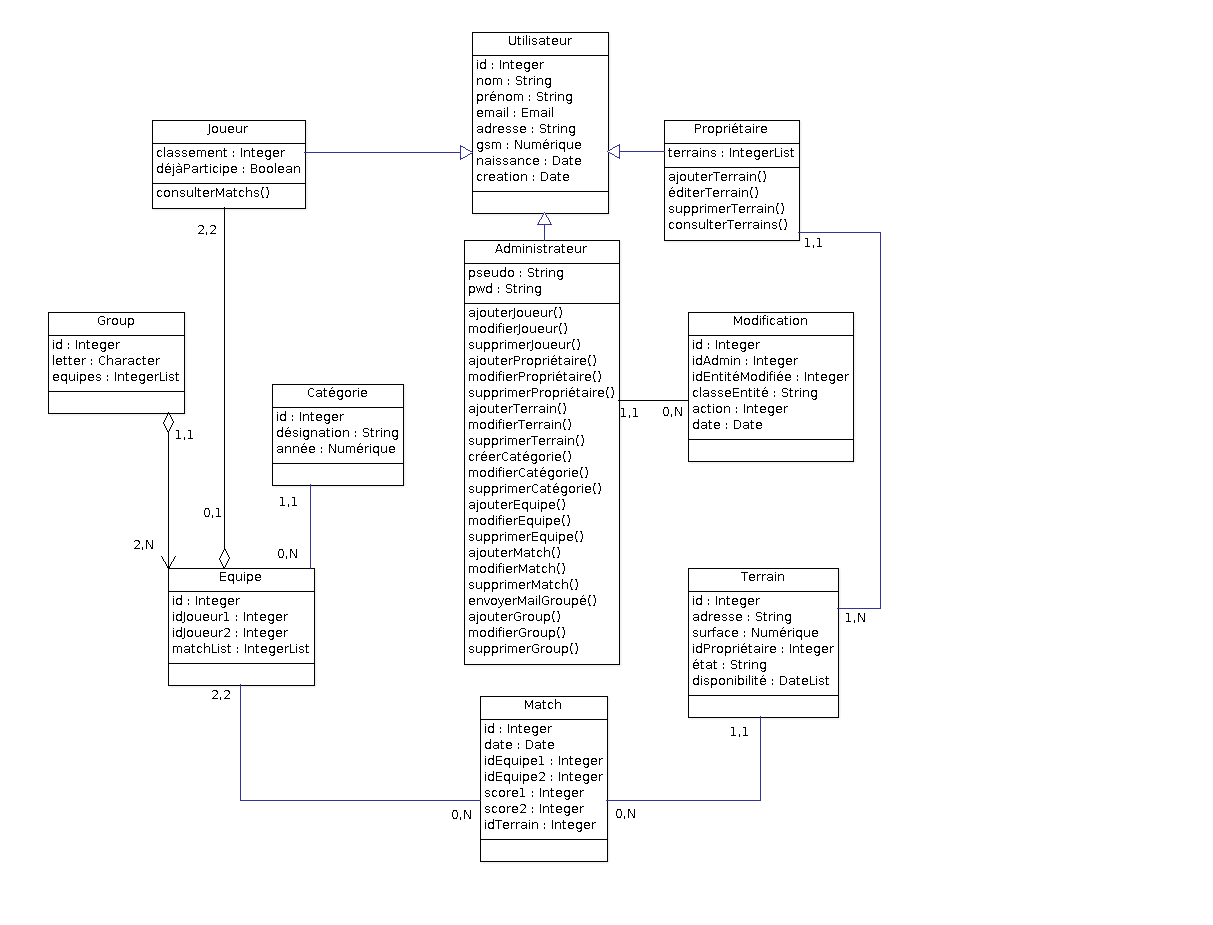 Utilisateur
id : Integer
nom : String
prénom : String
email : Email
adresse : String
gsm : Numérique
naissance : Date
creation : Date
Joueur
classement : Integer
déjàParticipe : Boolean
consulterMatchs()
Propriétaire
terrains : IntegerList
ajouterTerrain()
éditerTerrain()
supprimerTerrain()
consulterTerrains()
2,2
1,1
Administrateur
pseudo : String
pwd : String
ajouterJoueur()
modifierJoueur()
supprimerJoueur()
ajouterPropriétaire()
modifierPropriétaire()
supprimerPropriétaire()
ajouterTerrain()
modifierTerrain()
supprimerTerrain()
créerCatégorie()
modifierCatégorie()
supprimerCatégorie()
ajouterEquipe()
modifierEquipe()
supprimerEquipe()
ajouterMatch()
modifierMatch()
supprimerMatch()
envoyerMailGroupé()
ajouterGroup()
modifierGroup()
supprimerGroup()
Group
id : Integer
letter : Character
equipes : IntegerList
1,1
Modification
id : Integer
idAdmin : Integer
idEntitéModifiée : Integer
classeEntité : String
action : Integer
date : Date
1,1
0,N
Catégorie
id : Integer
désignation : String
année : Numérique
1,1
0,1
2,N
0,N
Equipe
id : Integer
idJoueur1 : Integer
idJoueur2 : Integer
matchList : IntegerList
2,2
Terrain
id : Integer
adresse : String
surface : Numérique
idPropriétaire : Integer
état : String
disponibilité : DateList
1,N
1,1
Match
id : Integer
date : Date
idEquipe1 : Integer
idEquipe2 : Integer
score1 : Integer
score2 : Integer
idTerrain : Integer
0,N
0,N